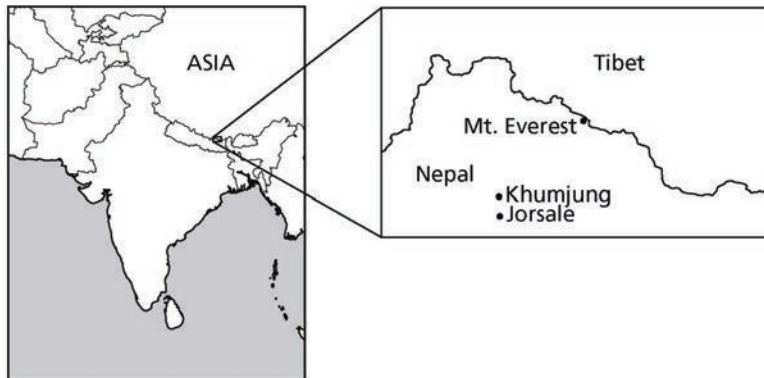 ASIA
Tibet
Mt. Everest
Nepal
Khumjung
Jorsale